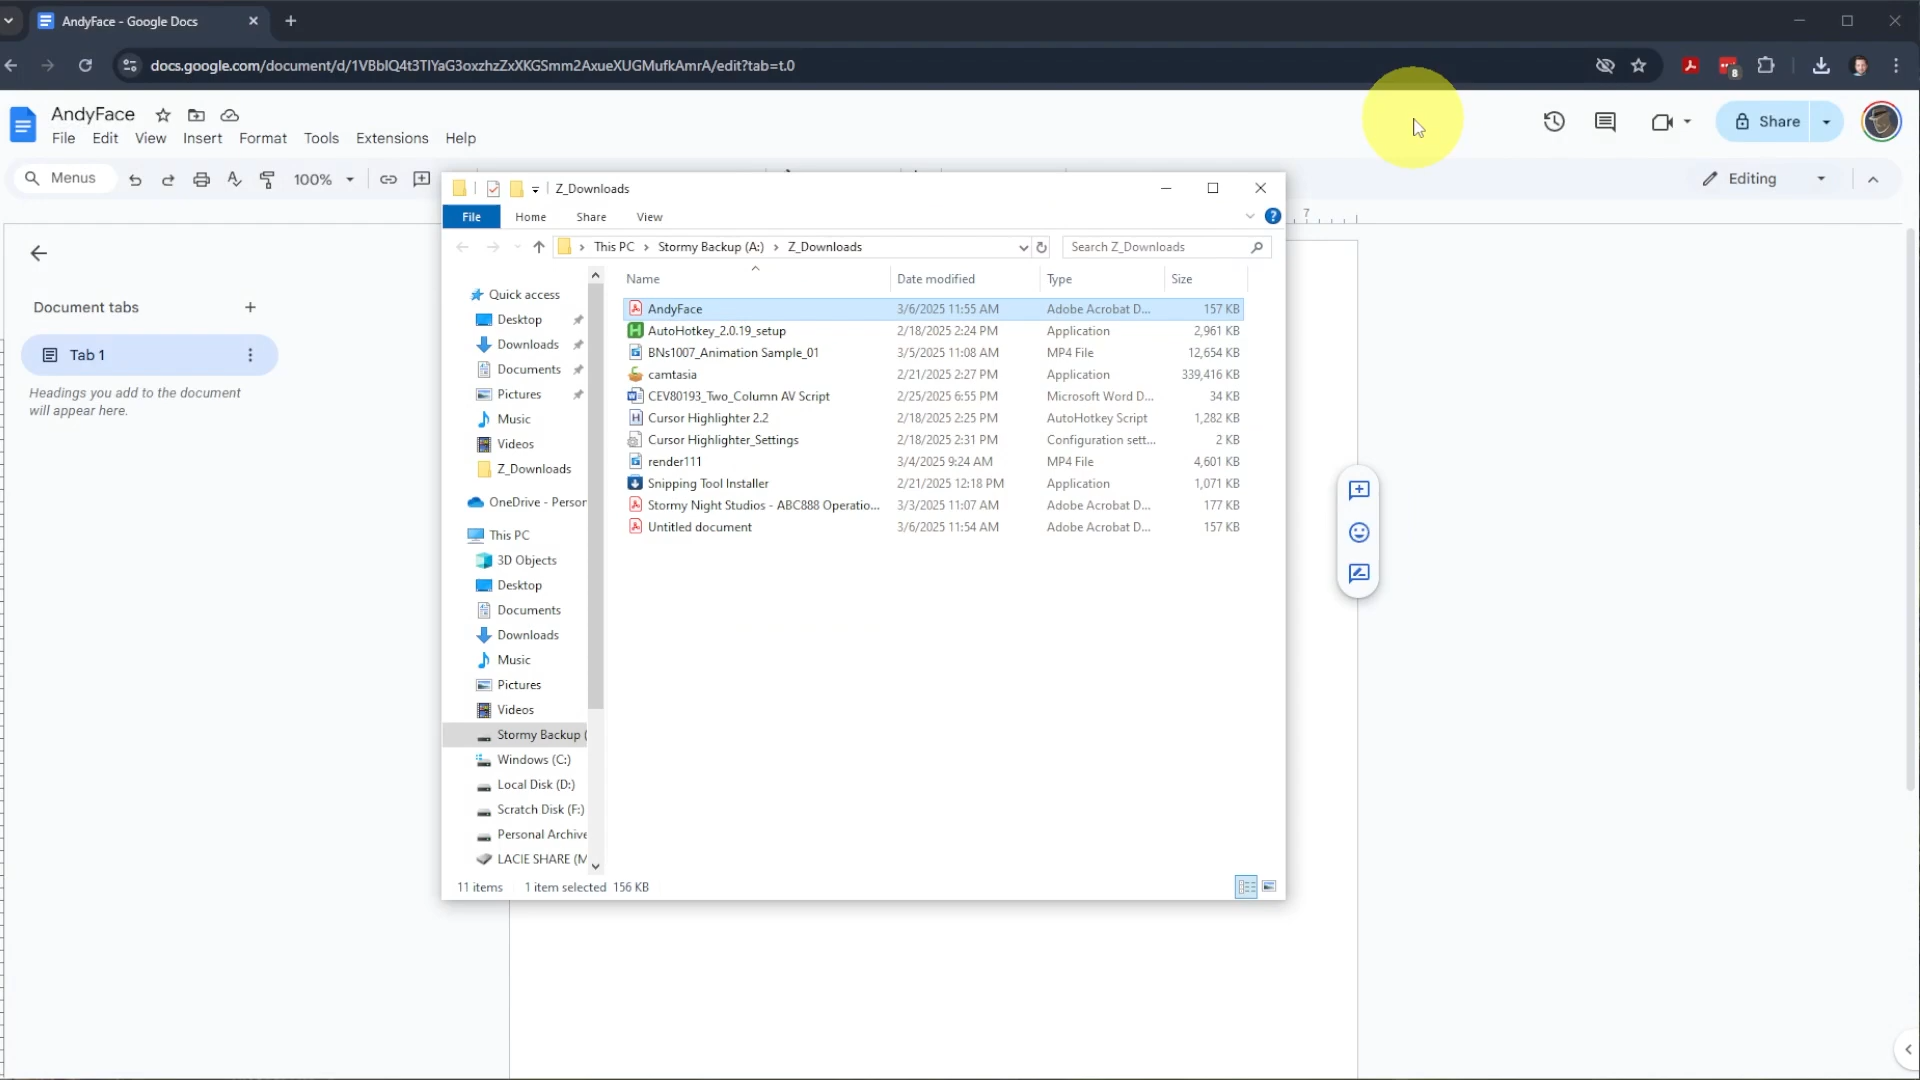 AndyFace - Google Docs
docs.google.com/document/d/1VBblQ4t3TlYaG3oxzhzZxXKGSmm2AxueXUGMufkAmrA/edit?tab=t.0
8
AndyFace
File Edit View Insert Format Tools Extensions Help
Share
Menus
100%
Editing
7
Document tabs
Tab 1
Headings you add to the document
will appear here.
Z_Downloads
File Home Share View
This PC › Stormy Backup (A:) › Z_Downloads
Search Z_Downloads
Quick access
Desktop
Downloads
Documents
Pictures
Music
Videos
Z_Downloads
OneDrive - Person
This PC
3D Objects
Desktop
Documents
Downloads
Music
Pictures
Videos
Stormy Backup (
Windows (C:)
Local Disk (D:)
Scratch Disk (F:)
Personal Archive
LACIE SHARE (M
Name Date modified Type Size
AndyFace 3/6/2025 11:55 AM Adobe Acrobat D... 157 KB
AutoHotkey_2.0.19_setup 2/18/2025 2:24 PM Application 2,961 KB
BNs1007_Animation Sample_01 3/5/2025 11:08 AM MP4 File 12,654 KB
camtasia 2/21/2025 2:27 PM Application 339,416 KB
CEV80193_Two_Column AV Script 2/25/2025 6:55 PM Microsoft Word D... 34 KB
Cursor Highlighter 2.2 2/18/2025 2:25 PM AutoHotkey Script 1,282 KB
Cursor Highlighter_Settings 2/18/2025 2:31 PM Configuration sett... 2 KB
render111 3/4/2025 9:24 AM MP4 File 4,601 KB
Snipping Tool Installer 2/21/2025 12:18 PM Application 1,071 KB
Stormy Night Studios - ABC888 Operatio... 3/3/2025 11:07 AM Adobe Acrobat D... 177 KB
Untitled document 3/6/2025 11:54 AM Adobe Acrobat D... 157 KB
11 items 1 item selected 156 KB